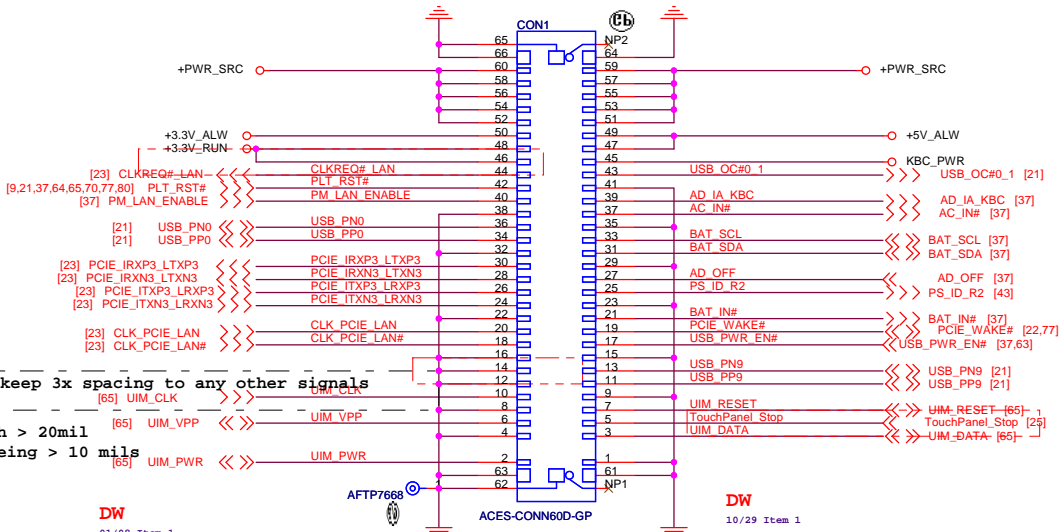 CON1
65 NP2
66 64
+PWR_SRC 60 59 +PWR_SRC
58 57
56 55
54 53
52 51
+3.3V_ALW 50 49 +5V_ALW
+3.3V_RUN 48 47
46 45 KBC_PWR
[23] CLKREQ#_LAN CLKREQ#_LAN 44 43 USB_OC#0_1 USB_OC#0_1 [21]
[9,21,37,64,65,70,77,80] PLT_RST# PLT_RST# 42 41
[37] PM_LAN_ENABLE PM_LAN_ENABLE 40 39 AD_IA_KBC AD_IA_KBC [37]
38 37 AC_IN# AC_IN# [37]
[21] USB_PN0 USB_PN0 36 35
[21] USB_PP0 USB_PP0 34 33 BAT_SCL BAT_SCL [37]
32 31 BAT_SDA BAT_SDA [37]
[23] PCIE_IRXP3_LTXP3 PCIE_IRXP3_LTXP3 30 29
[23] PCIE_IRXN3_LTXN3 PCIE_IRXN3_LTXN3 28 27 AD_OFF AD_OFF [37]
[23] PCIE_ITXP3_LRXP3 PCIE_ITXP3_LRXP3 26 25 PS_ID_R2 PS_ID_R2 [43]
[23] PCIE_ITXN3_LRXN3 PCIE_ITXN3_LRXN3 24 23
22 21 BAT_IN# BAT_IN# [37]
[23] CLK_PCIE_LAN CLK_PCIE_LAN 20 19 PCIE_WAKE# PCIE_WAKE# [22,77]
[23] CLK_PCIE_LAN# CLK_PCIE_LAN# 18 17 USB_PWR_EN# USB_PWR_EN# [37,63]
16 15
14 13 USB_PN9 USB_PN9 [21]
keep 3x spacing to any other signals 12 11 USB_PP9 USB_PP9 [21]
[65] UIM_CLK UIM_CLK 10 9
8 7 UIM_RESET UIM_RESET [65]
[65] UIM_VPP UIM_VPP 6 5 TouchPanel_Stop TouchPanel_Stop [25]
h > 20mil 4 3 UIM_DATA UIM_DATA [65]
eing > 10 mils
[65] UIM_PWR UIM_PWR 2 1
63 61
AFTP7668 1 62 NP1
ACES-CONN60D-GP
DW DW
10/29 Item 1